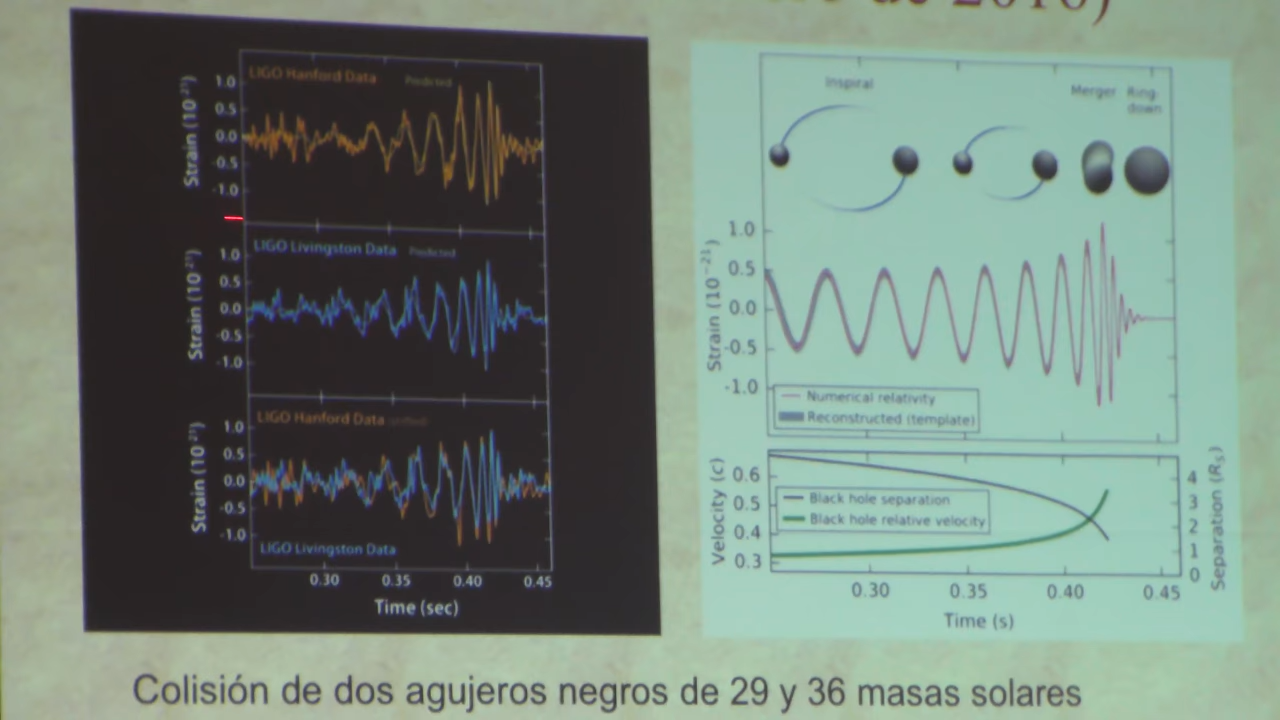 de 2016)
LIGO Hanford Data Predicted
1.0
0.5
0.0
-0.5
-1.0
Strain (10⁻²¹)
LIGO Livingston Data Predicted
1.0
0.5
0.0
-0.5
-1.0
Strain (10⁻²¹)
LIGO Hanford Data
1.0
0.5
0.0
-0.5
-1.0
Strain (10⁻²¹)
LIGO Livingston Data
0.30 0.35 0.40 0.45
Time (sec)
Inspiral
Merger
Ring-
down
1.0
0.5
0.0
-0.5
-1.0
Strain (10⁻²¹)
Numerical relativity
Reconstructed (template)
0.6
0.5
0.4
0.3
Velocity (c)
Black hole separation
Black hole relative velocity
4
3
2
1
0
Separation (Rₛ)
0.30 0.35 0.40 0.45
Time (s)
Colisión de dos agujeros negros de 29 y 36 masas solares